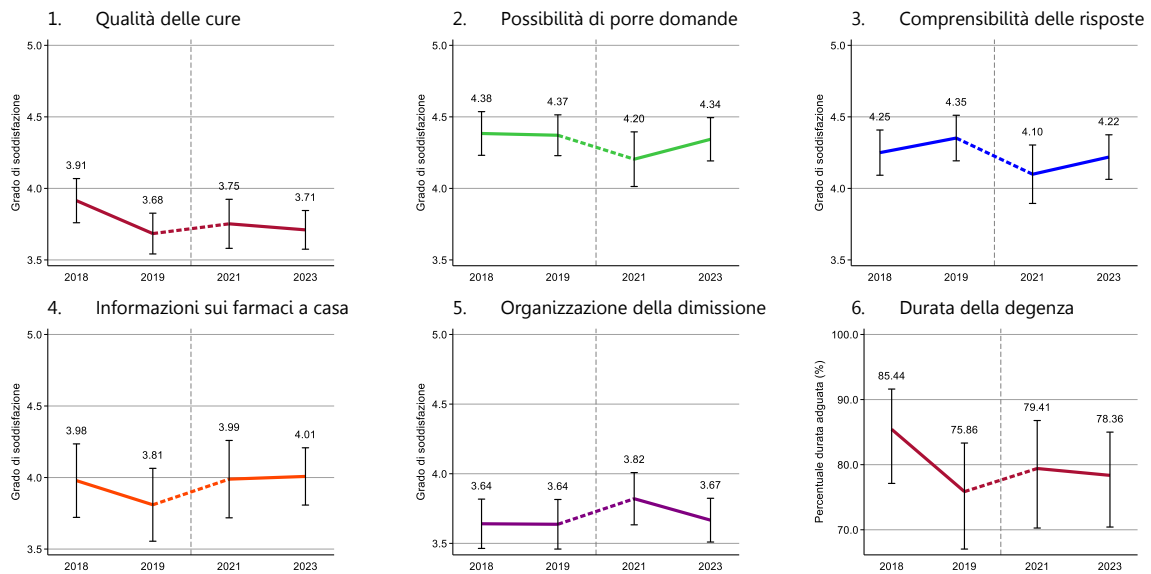 1. Qualità delle cure
5.0
4.5
4.0
3.5
Grado di soddisfazione
3.91
3.68
3.75
3.71
2018 2019 2021 2023
2. Possibilità di porre domande
5.0
4.5
4.0
3.5
Grado di soddisfazione
4.38
4.37
4.20
4.34
2018 2019 2021 2023
3. Comprensibilità delle risposte
5.0
4.5
4.0
3.5
Grado di soddisfazione
4.25
4.35
4.10
4.22
2018 2019 2021 2023
4. Informazioni sui farmaci a casa
5.0
4.5
4.0
3.5
Grado di soddisfazione
3.98
3.81
3.99
4.01
2018 2019 2021 2023
5. Organizzazione della dimissione
5.0
4.5
4.0
3.5
Grado di soddisfazione
3.64
3.64
3.82
3.67
2018 2019 2021 2023
6. Durata della degenza
100.0
90.0
80.0
70.0
Percentuale durata adguata (%)
85.44
75.86
79.41
78.36
2018 2019 2021 2023